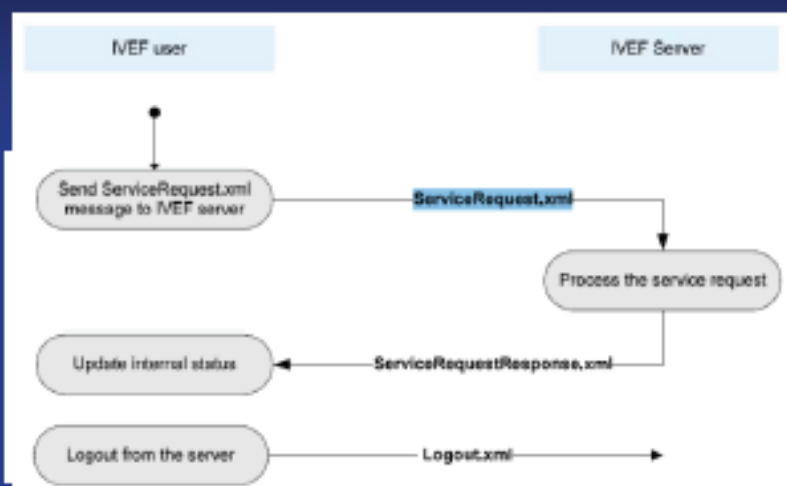 IVEF user
IVEF Server
Send ServiceRequest.xml
message to IVEF server
ServiceRequest.xml
Process the service request
Update internal status
ServiceRequestResponse.xml
Logout from the server
Logout.xml